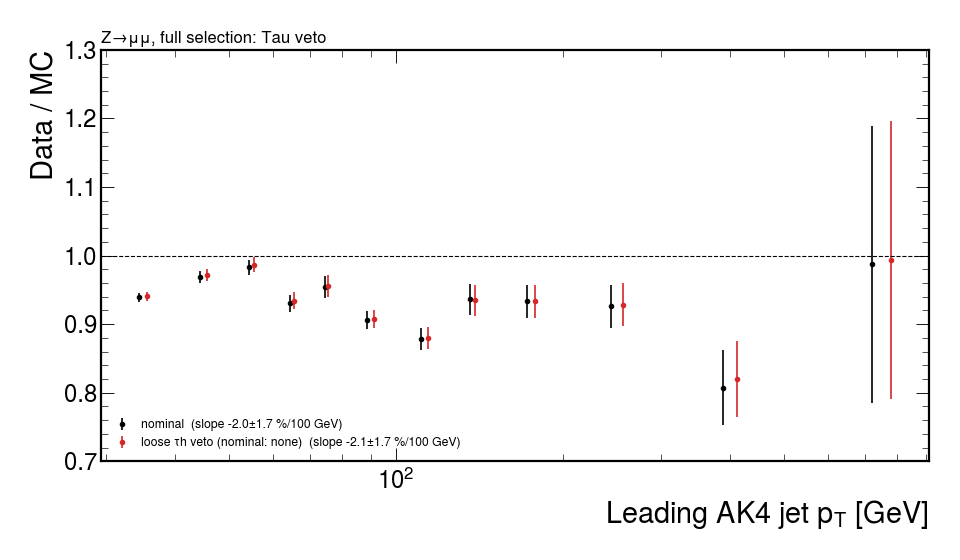 Z→μμ, full selection: Tau veto
Data / MC
1.3
1.2
1.1
1.0
0.9
0.8
0.7
nominal  (slope -2.0±1.7 %/100 GeV)
loose τh veto (nominal: none)  (slope -2.1±1.7 %/100 GeV)
10²
Leading AK4 jet p_T [GeV]